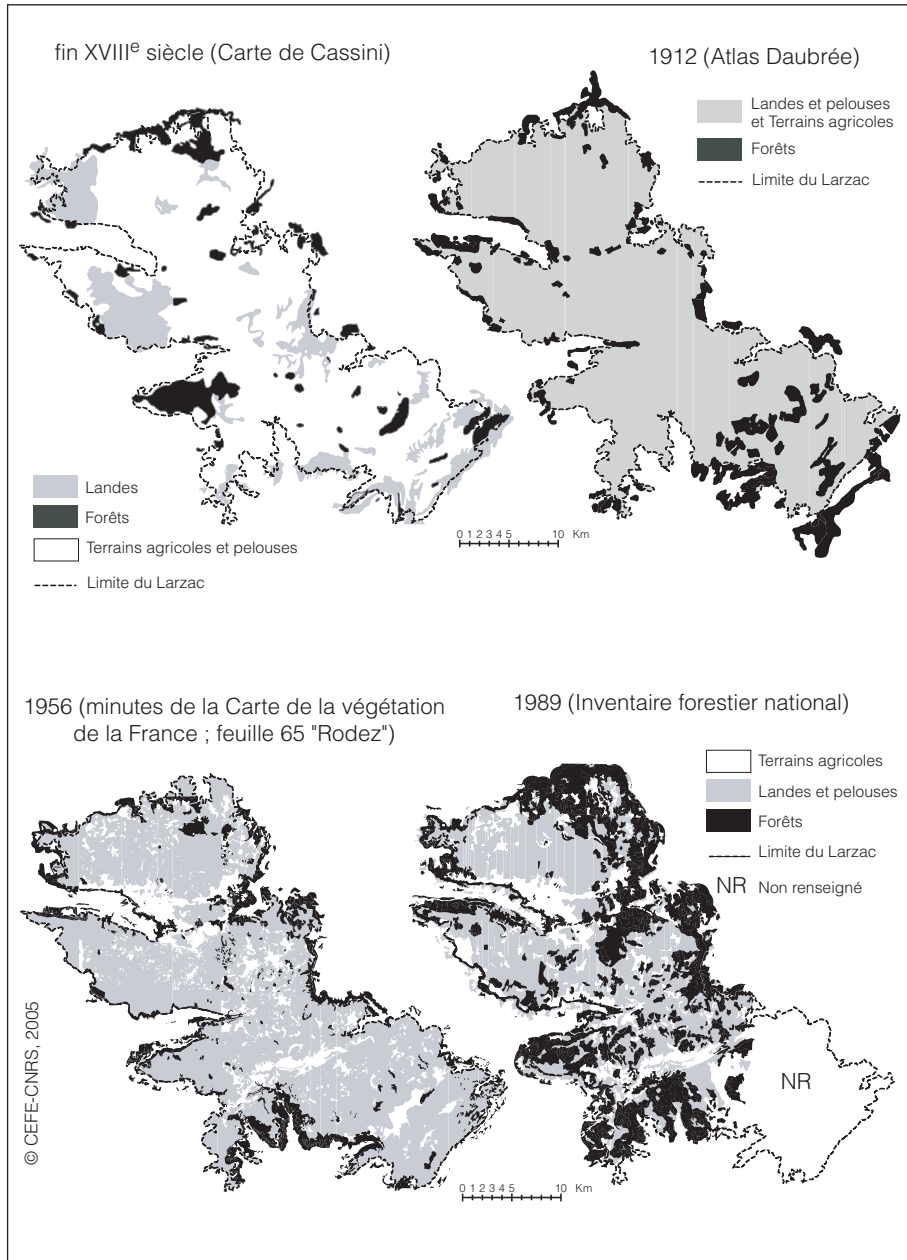 fin XVIIIe siècle (Carte de Cassini)
1912 (Atlas Daubrée)
Landes et pelouses
et Terrains agricoles
Forêts
Limite du Larzac
Landes
Forêts
Terrains agricoles et pelouses
Limite du Larzac
0 1 2 3 4 5 10 Km
1956 (minutes de la Carte de la végétation
de la France ; feuille 65 "Rodez")
1989 (Inventaire forestier national)
Terrains agricoles
Landes et pelouses
Forêts
Limite du Larzac
NR Non renseigné
NR
© CEFE-CNRS, 2005
0 1 2 3 4 5 10 Km